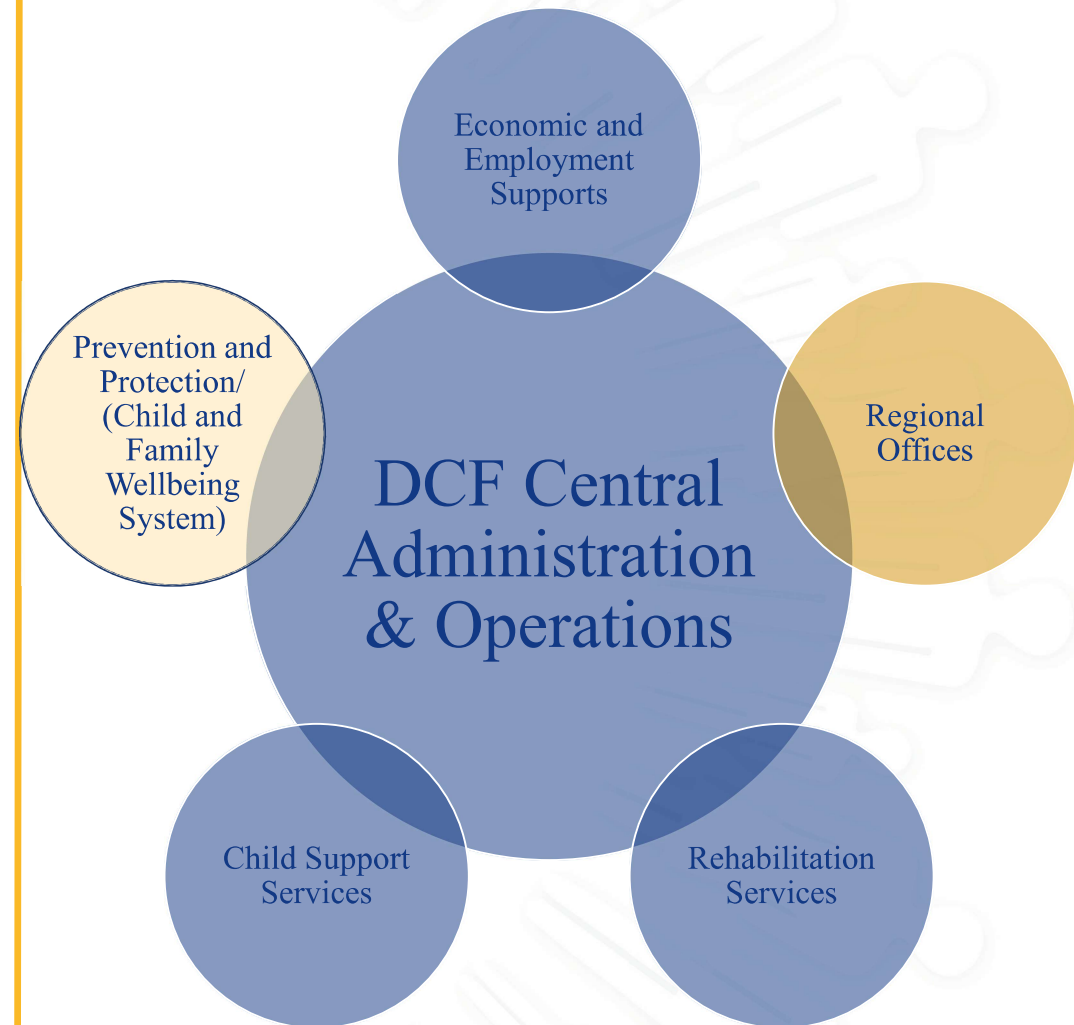 Economic and
Employment
Supports
Prevention and
Protection/
(Child and
Family
Wellbeing
System)
Regional
Offices
DCF Central
Administration
& Operations
Child Support
Services
Rehabilitation
Services